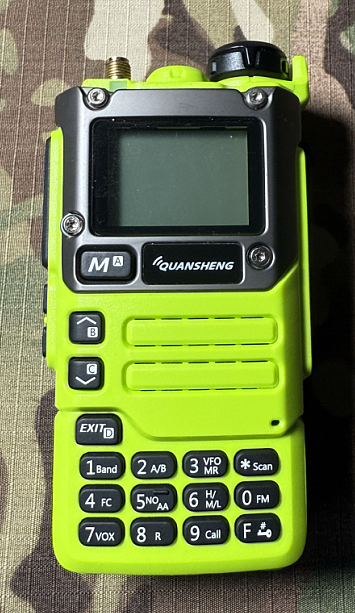 M A
QUANSHENG
B
C
EXIT D
1 Band
2 A/B
3 VFO MR
* Scan
4 FC
5 NOAA
6 H/M/L
0 FM
7 VOX
8 R
9 Call
F #